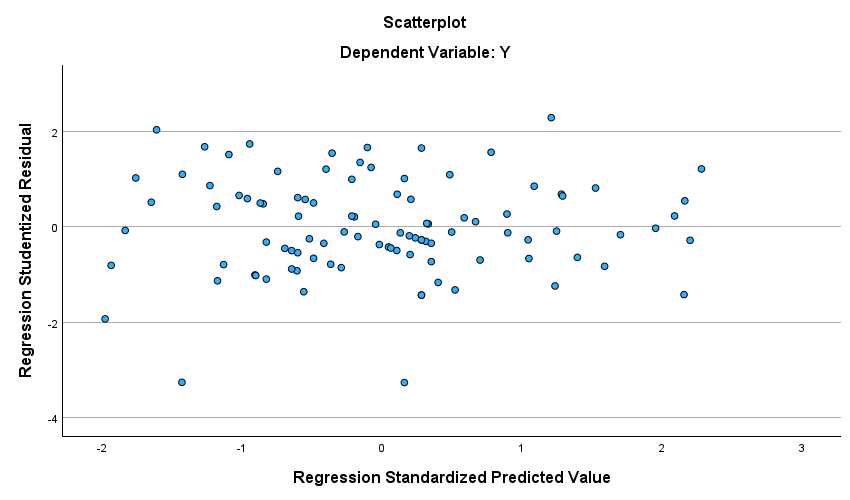 Scatterplot
Dependent Variable: Y
Regression Studentized Residual
2
0
-2
-4
-2 -1 0 1 2 3
Regression Standardized Predicted Value